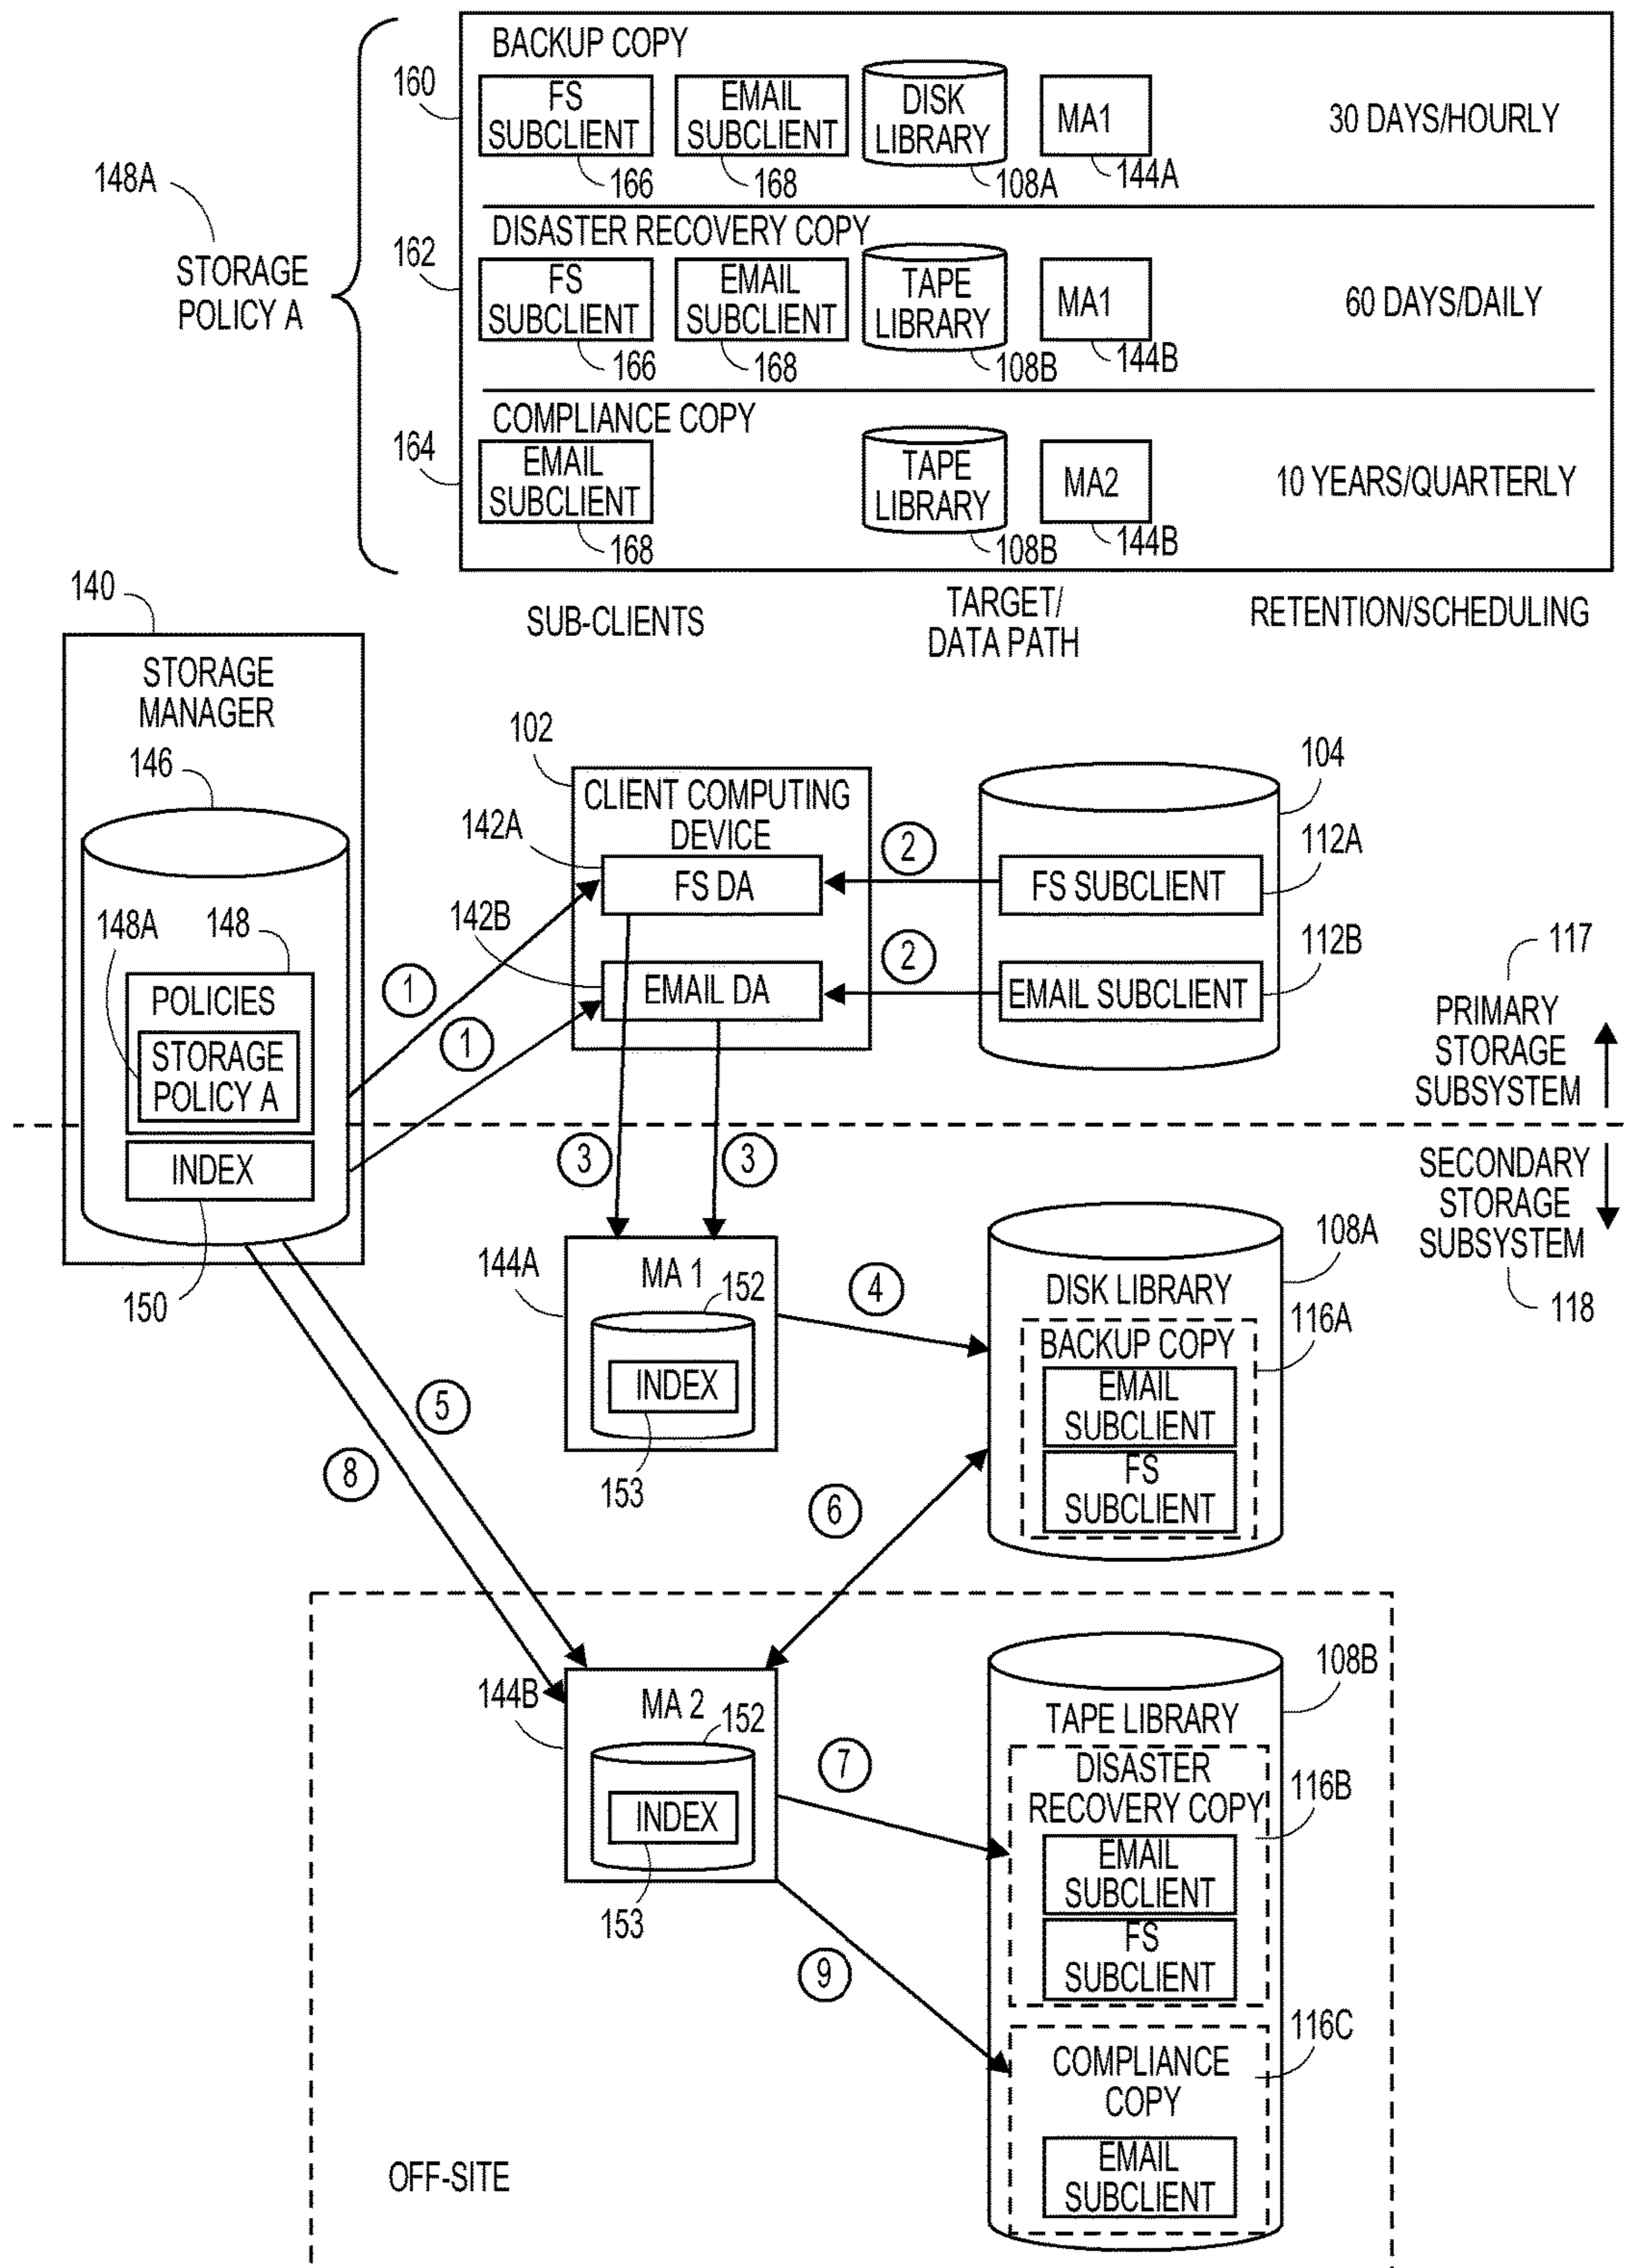 BACKUP COPY
160
FS
SUBCLIENT
166
EMAIL
SUBCLIENT
168
DISK
LIBRARY
108A
MA1
144A
30 DAYS/HOURLY
148A
STORAGE
POLICY A
DISASTER RECOVERY COPY
162
FS
SUBCLIENT
166
EMAIL
SUBCLIENT
168
TAPE
LIBRARY
108B
MA1
144B
60 DAYS/DAILY
COMPLIANCE COPY
164
EMAIL
SUBCLIENT
168
TAPE
LIBRARY
108B
MA2
144B
10 YEARS/QUARTERLY
SUB-CLIENTS
TARGET/
DATA PATH
RETENTION/SCHEDULING
140
STORAGE
MANAGER
146
148A
148
POLICIES
STORAGE
POLICY A
INDEX
150
1
1
102
CLIENT COMPUTING
DEVICE
142A
FS DA
142B
EMAIL DA
2
2
104
FS SUBCLIENT
112A
EMAIL SUBCLIENT
112B
117
PRIMARY
STORAGE
SUBSYSTEM
SECONDARY
STORAGE
SUBSYSTEM
118
3
3
144A
MA 1
152
INDEX
153
4
108A
DISK LIBRARY
BACKUP COPY
116A
EMAIL
SUBCLIENT
FS
SUBCLIENT
5
8
6
144B
MA 2
152
INDEX
153
7
9
108B
TAPE LIBRARY
DISASTER
RECOVERY COPY
116B
EMAIL
SUBCLIENT
FS
SUBCLIENT
116C
COMPLIANCE
COPY
EMAIL
SUBCLIENT
OFF-SITE